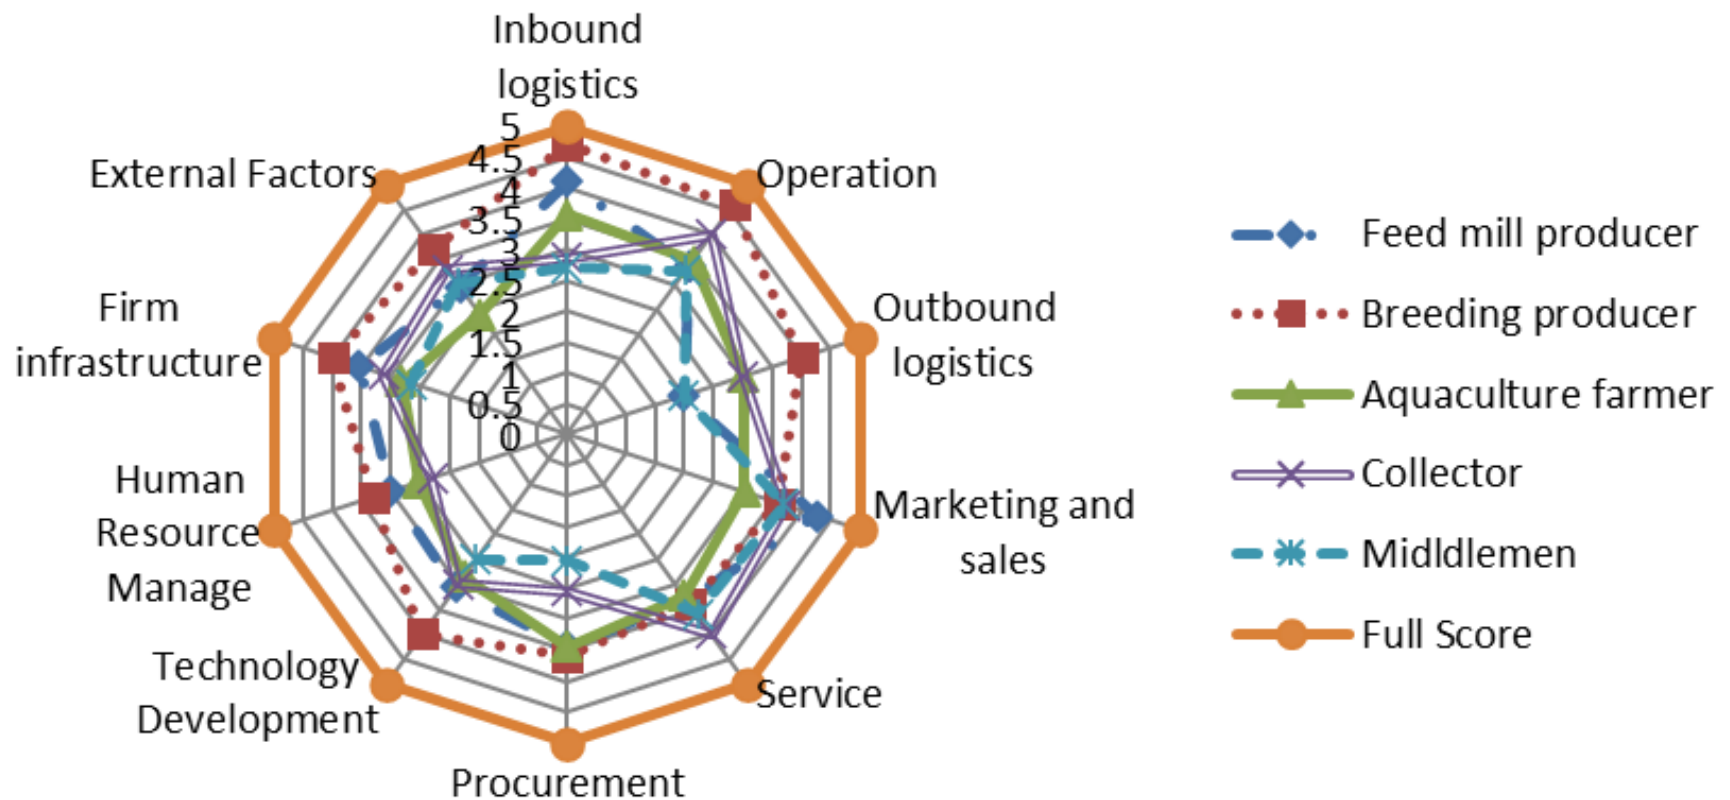 Inbound
logistics
Operation
Outbound
logistics
Marketing and
sales
Service
Procurement
Technology
Development
Human
Resource
Manage
Firm
infrastructure
External Factors
5
4.5
4
3.5
3
2.5
2
1.5
1
0.5
0
Feed mill producer
Breeding producer
Aquaculture farmer
Collector
Midldlemen
Full Score